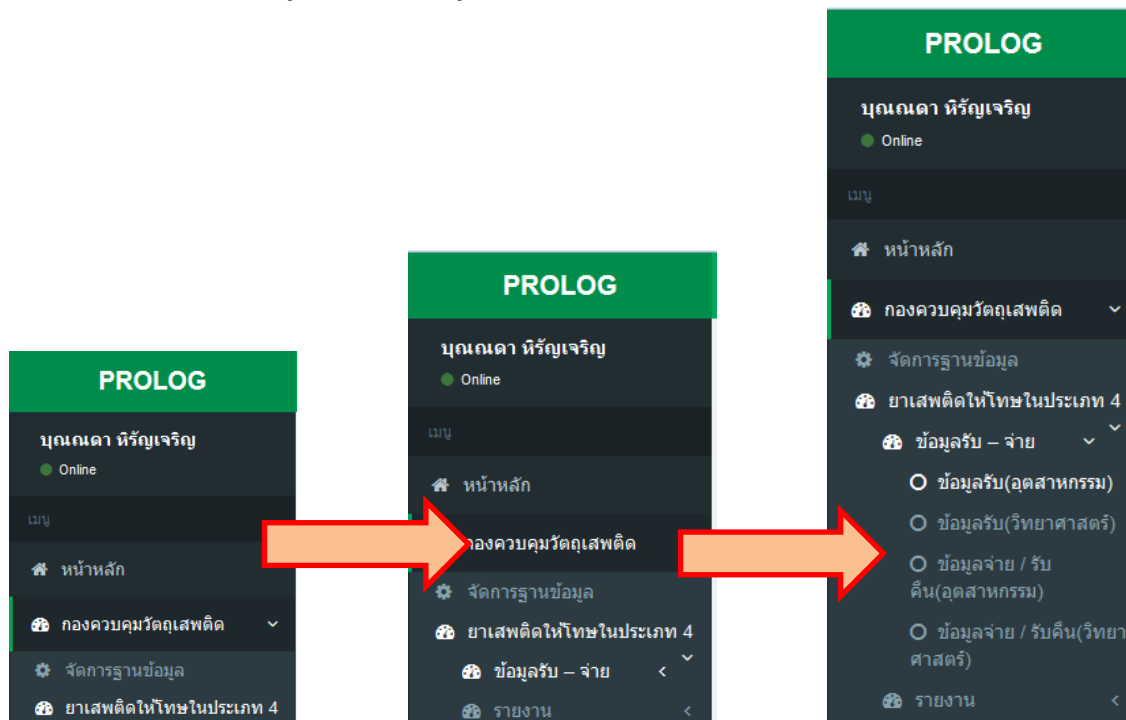 PROLOG
บุณณดา หิรัญเจริญ
Online
เมนู
หน้าหลัก
กองควบคุมวัตถุเสพติด
จัดการฐานข้อมูล
ยาเสพติดให้โทษในประเภท 4
PROLOG
บุณณดา หิรัญเจริญ
Online
เมนู
หน้าหลัก
กองควบคุมวัตถุเสพติด
จัดการฐานข้อมูล
ยาเสพติดให้โทษในประเภท 4
ข้อมูลรับ – จ่าย
รายงาน
PROLOG
บุณณดา หิรัญเจริญ
Online
เมนู
หน้าหลัก
กองควบคุมวัตถุเสพติด
จัดการฐานข้อมูล
ยาเสพติดให้โทษในประเภท 4
ข้อมูลรับ – จ่าย
ข้อมูลรับ(อุตสาหกรรม)
ข้อมูลรับ(วิทยาศาสตร์)
ข้อมูลจ่าย / รับ
คืน(อุตสาหกรรม)
ข้อมูลจ่าย / รับคืน(วิทยา
ศาสตร์)
รายงาน